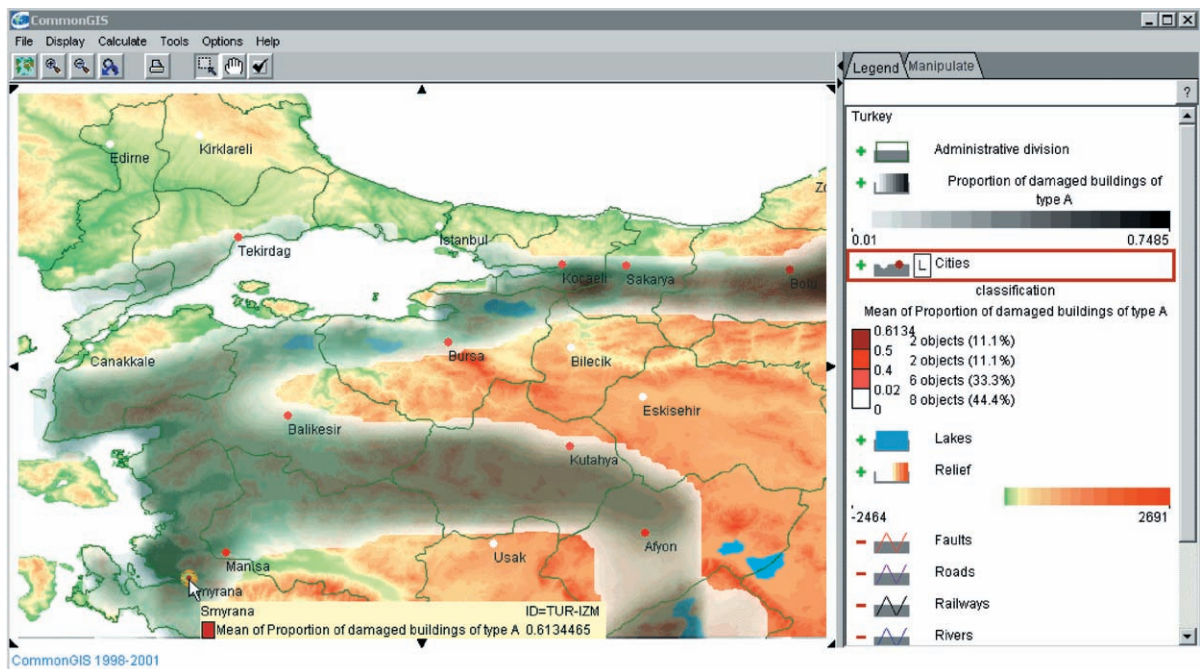 CommonGIS
File Display Calculate Tools Options Help
Legend Manipulate
?
Turkey
Administrative division
Proportion of damaged buildings of
type A
0.01 0.7485
L Cities
classification
Mean of Proportion of damaged buildings of type A
0.6134
2 objects (11.1%)
0.5
2 objects (11.1%)
0.4
6 objects (33.3%)
0.02
8 objects (44.4%)
0
Lakes
Relief
-2464 2691
Faults
Roads
Railways
Rivers
Edirne
Kirklareli
Zo
Tekirdag
Istanbul
Kocaeli
Sakarya
Bolu
Canakkale
Bursa
Bilecik
Eskisehir
Balikesir
Kutahya
Manisa
Usak
Afyon
myrana
Smyrana ID=TUR-IZM
Mean of Proportion of damaged buildings of type A 0.6134465
CommonGIS 1998-2001